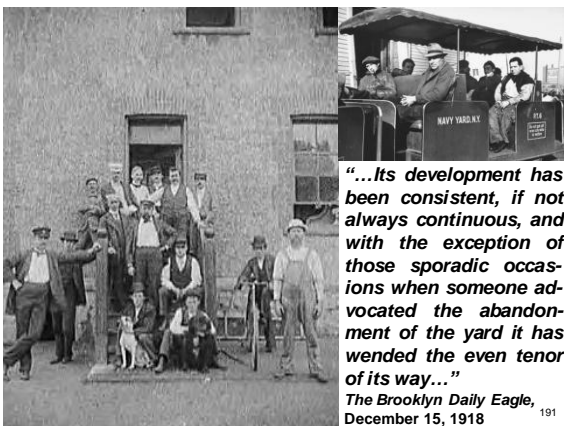 NAVY YARD, N.Y.
“…Its development has
been consistent, if not
always continuous, and
with the exception of
those sporadic occas-
ions when someone ad-
vocated the abandon-
ment of the yard it has
wended the even tenor
of its way…”
The Brooklyn Daily Eagle,
December 15, 1918
191